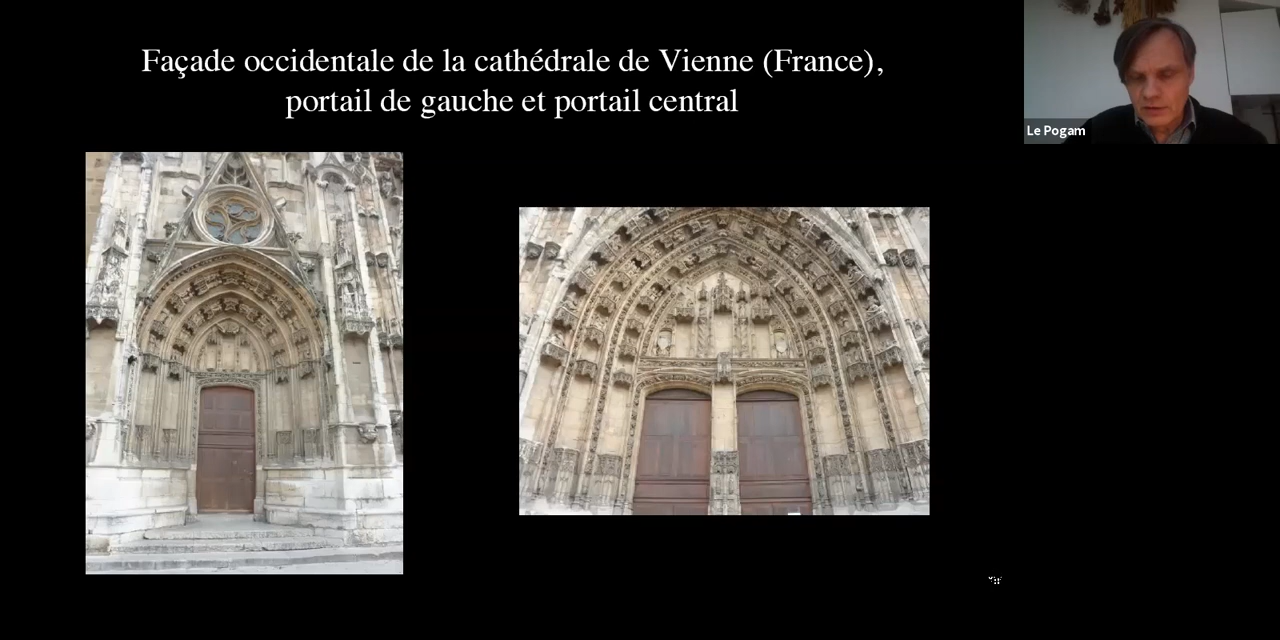 Façade occidentale de la cathédrale de Vienne (France),
portail de gauche et portail central
Le Pogam